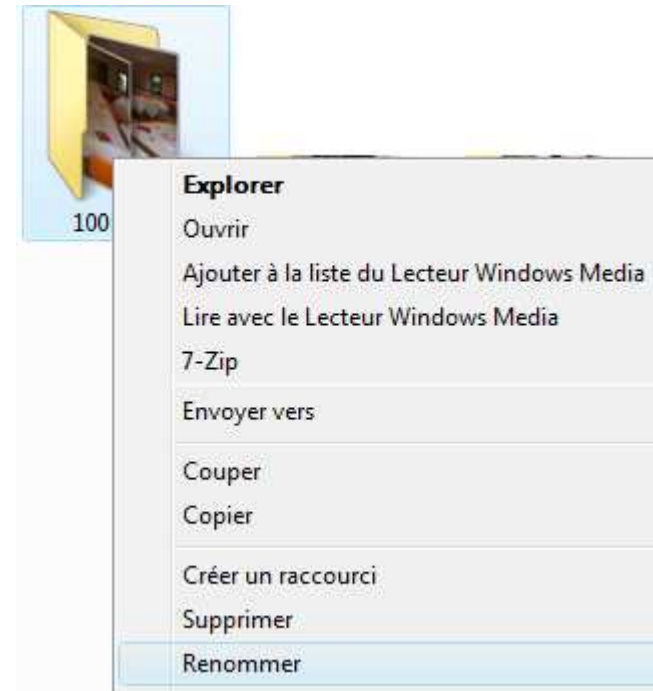 100
Explorer
Ouvrir
Ajouter à la liste du Lecteur Windows Media
Lire avec le Lecteur Windows Media
7-Zip
Envoyer vers
Couper
Copier
Créer un raccourci
Supprimer
Renommer